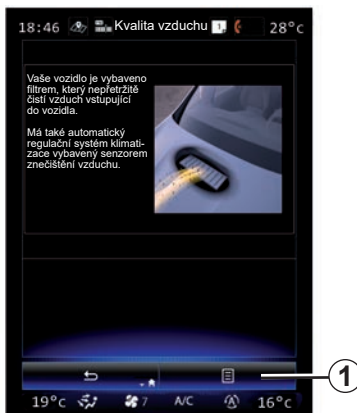 18:46 Kvalita vzduchu 1 28°c
Vaše vozidlo je vybaveno
filtrem, který nepřetržitě
čistí vzduch vstupující
do vozidla.
Má také automatický
regulační systém klimati-
zace vybavený senzorem
znečištění vzduchu.
1
19°c 7 A/C A 16°c